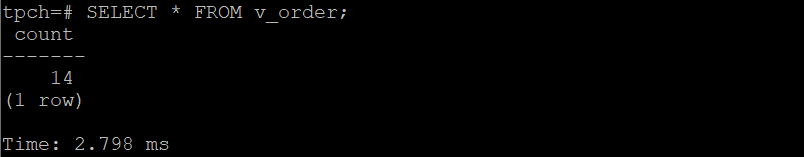 tpch=# SELECT * FROM v_order;
 count
-------
    14
(1 row)

Time: 2.798 ms